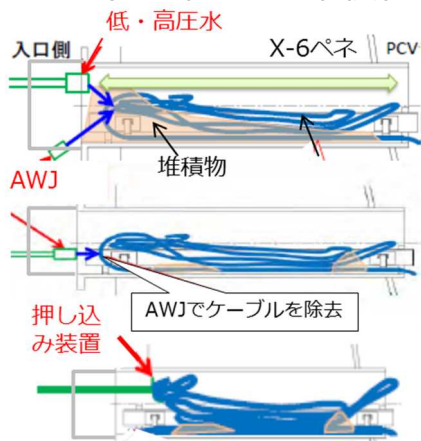 低・高圧水
入口側
X-6ペネ
PCV
堆積物
AWJ
AWJでケーブルを除去
押し込
み装置